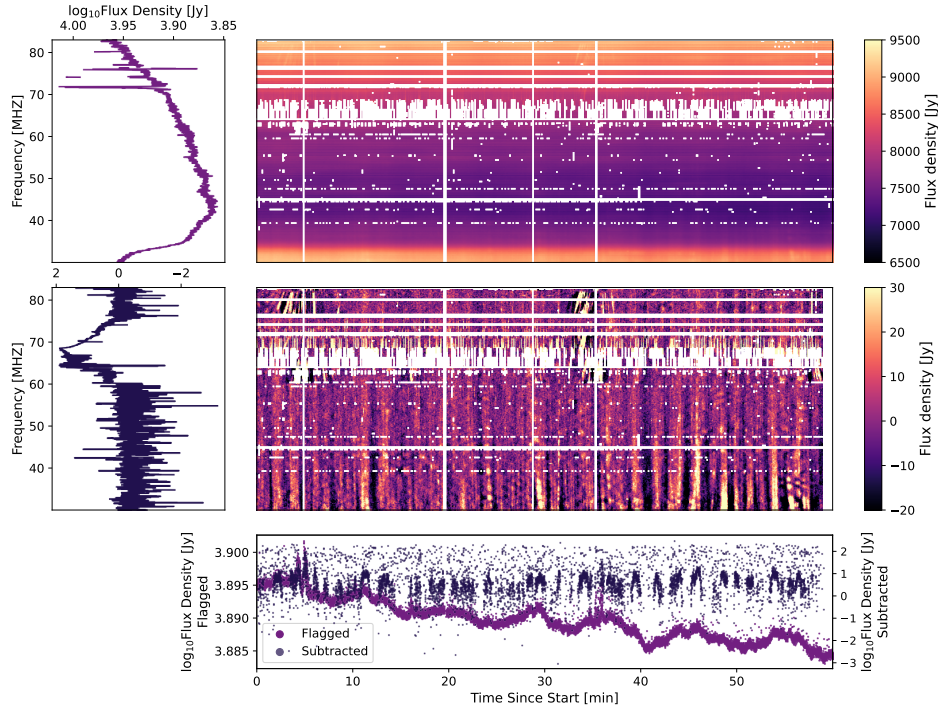 log₁₀Flux Density [Jy]
4.00 3.95 3.90 3.85
80
70
60
50
40
Frequency [MHZ]
9500
9000
8500
8000
7500
7000
6500
Flux density [Jy]
2 0 −2
80
70
60
50
40
Frequency [MHZ]
30
20
10
0
−10
−20
Flux density [Jy]
log₁₀Flux Density [Jy]
Flagged
3.900
3.895
3.890
3.885
Flagged
Subtracted
2
1
0
−1
−2
−3
log₁₀Flux Density [Jy]
Subtracted
0 10 20 30 40 50
Time Since Start [min]